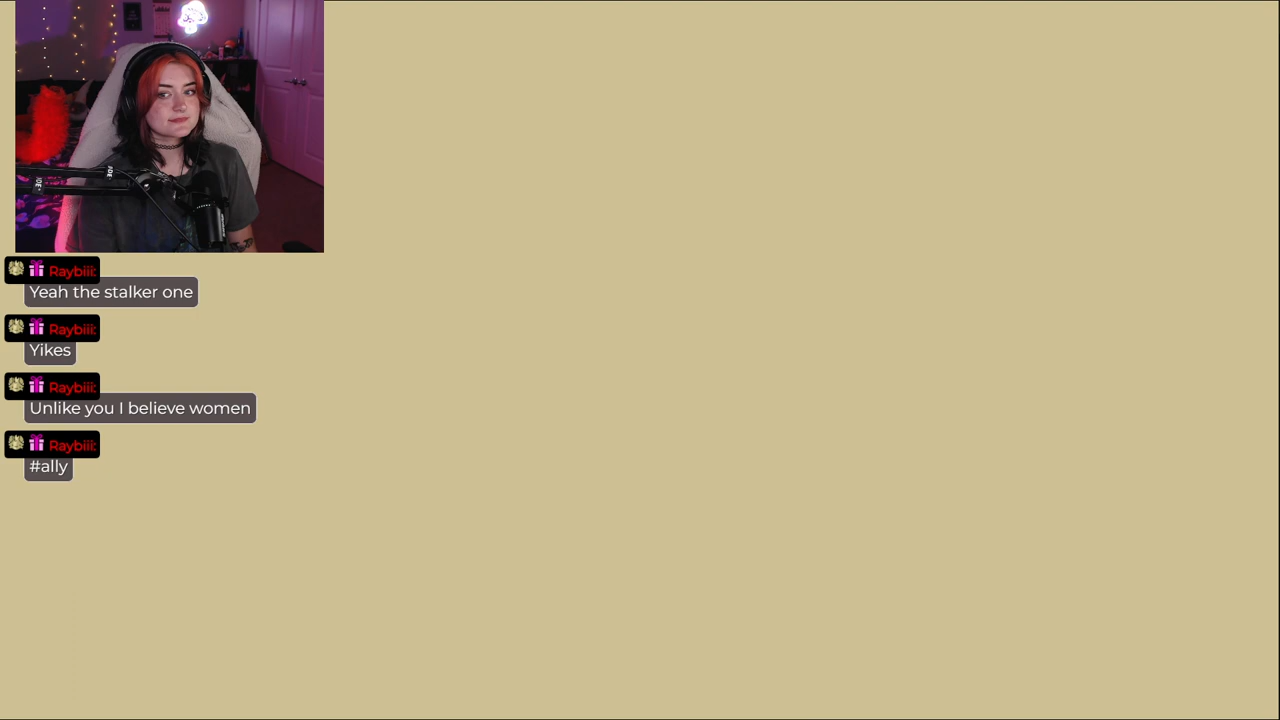 Raybiii:
Yeah the stalker one
Raybiii:
Yikes
Raybiii:
Unlike you I believe women
Raybiii:
#ally